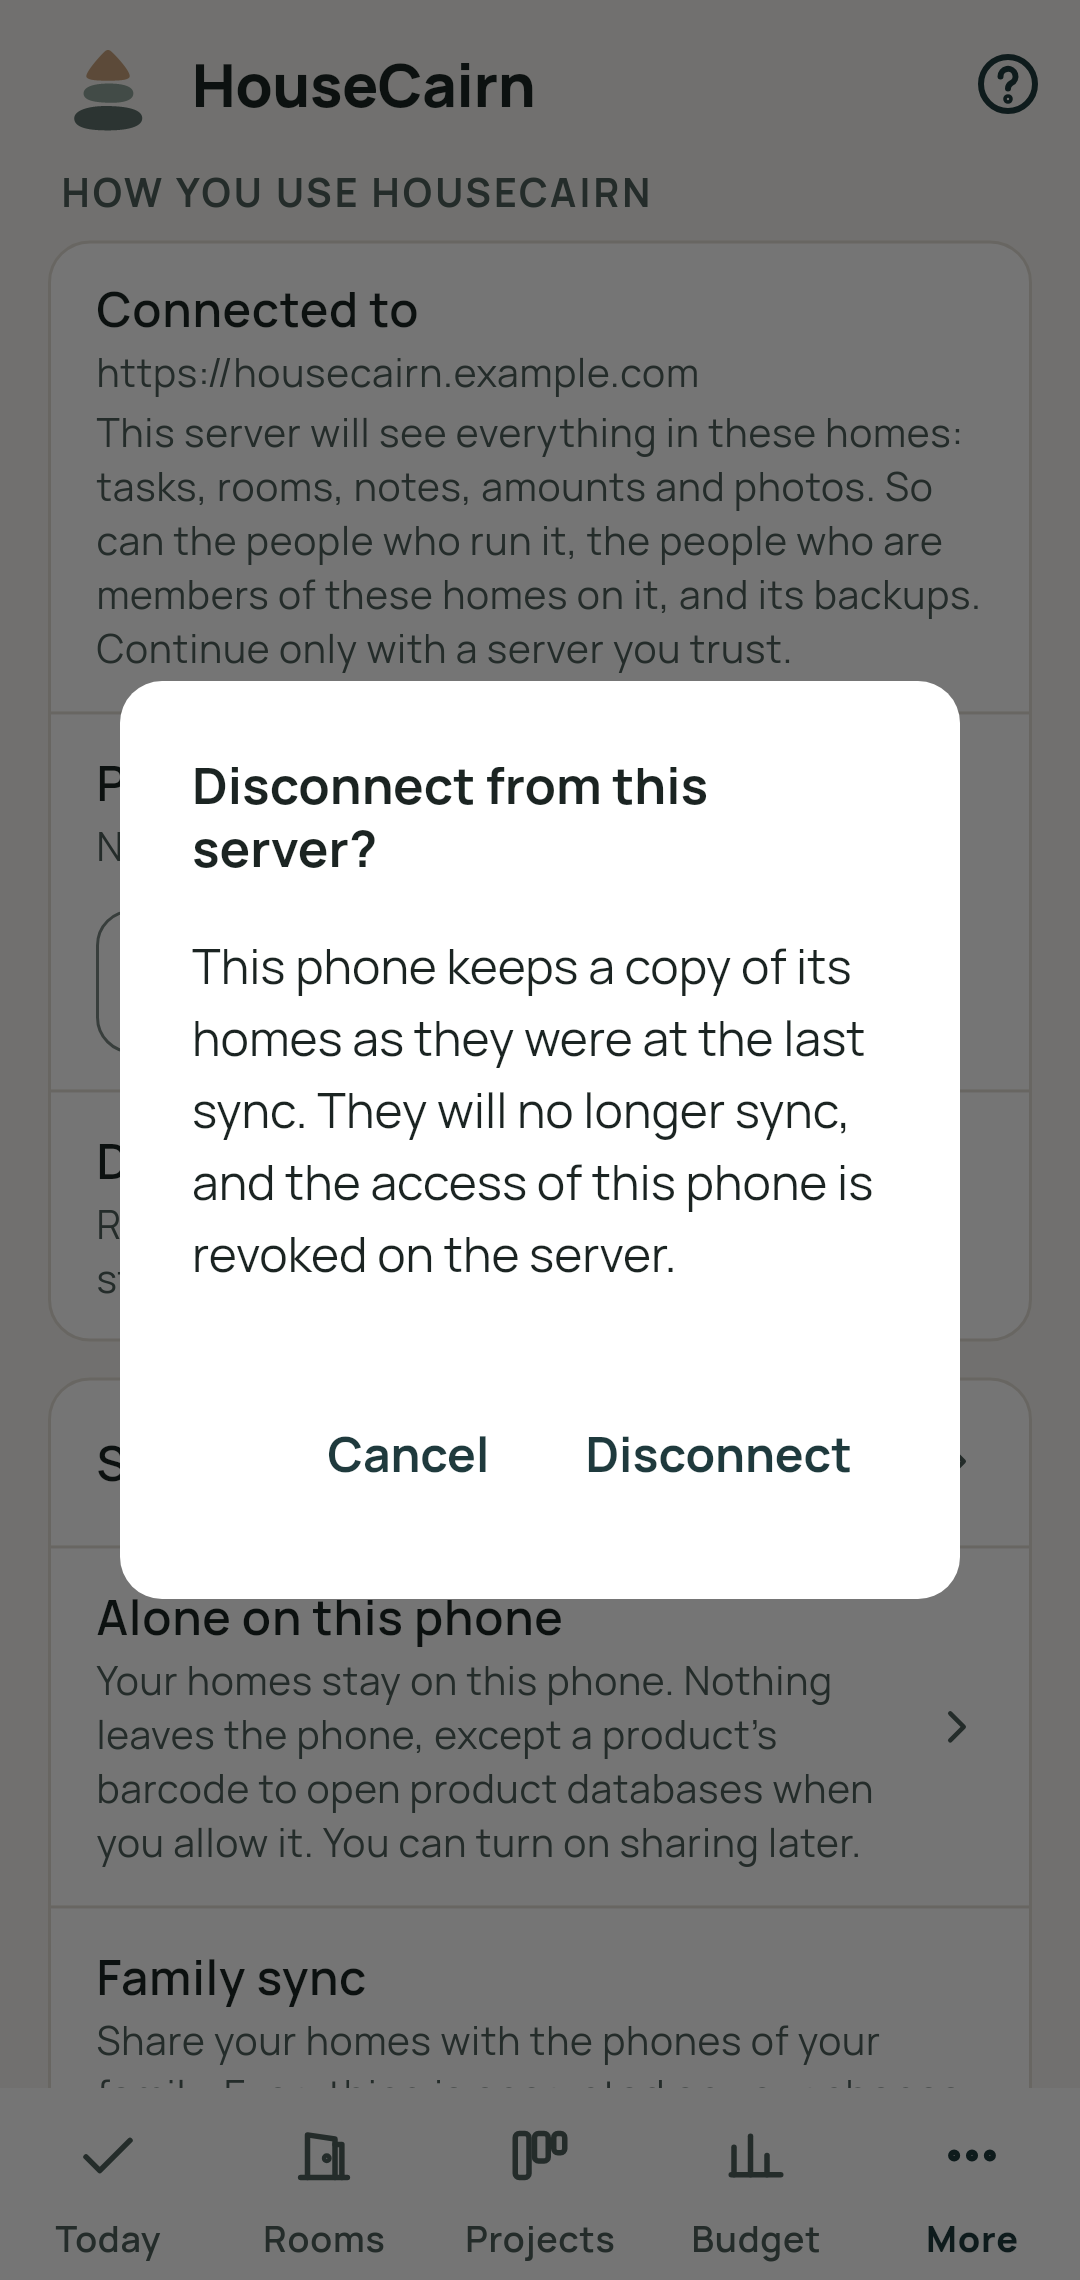 HouseCairn
HOW YOU USE HOUSECAIRN
Connected to
https://housecairn.example.com
This server will see everything in these homes:
tasks, rooms, notes, amounts and photos. So
can the people who run it, the people who are
members of these homes on it, and its backups.
Continue only with a server you trust.
Disconnect from this
server?
This phone keeps a copy of its
homes as they were at the last
sync. They will no longer sync,
and the access of this phone is
revoked on the server.
Cancel
Disconnect
Alone on this phone
Your homes stay on this phone. Nothing
leaves the phone, except a product’s
barcode to open product databases when
you allow it. You can turn on sharing later.
Family sync
Share your homes with the phones of your
Today
Rooms
Projects
Budget
More